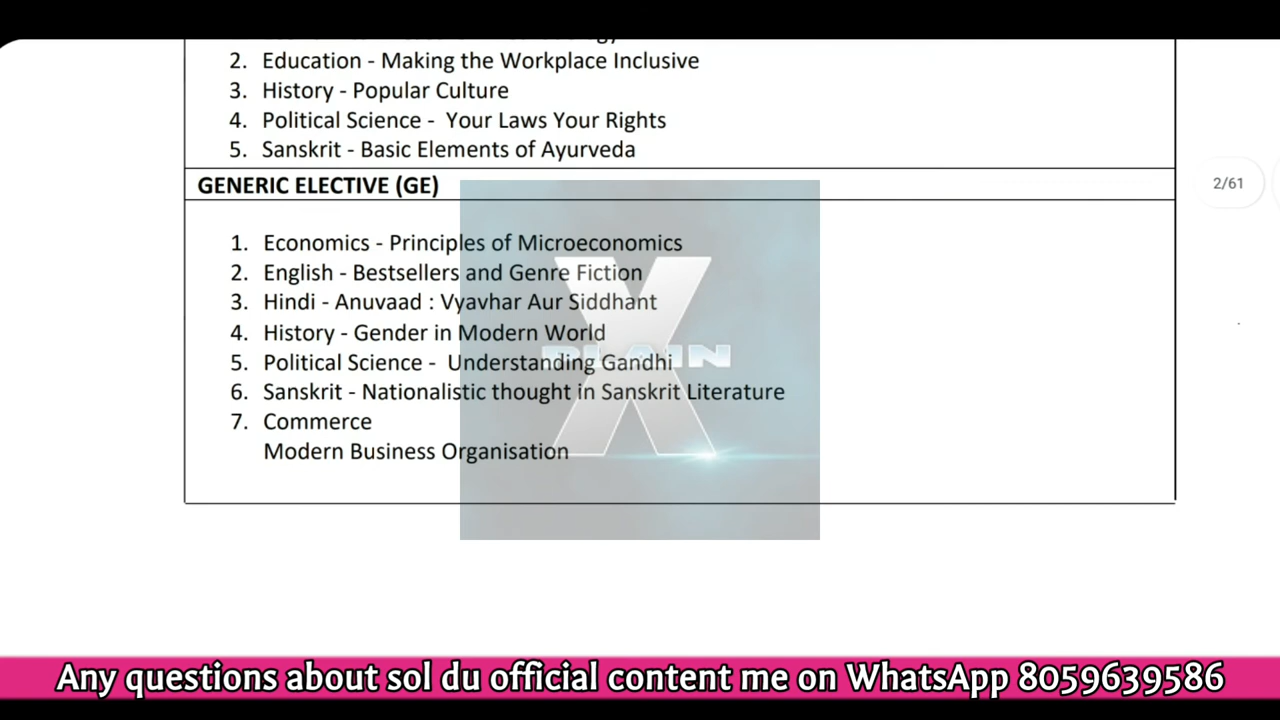 2. Education - Making the Workplace Inclusive
3. History - Popular Culture
4. Political Science - Your Laws Your Rights
5. Sanskrit - Basic Elements of Ayurveda
GENERIC ELECTIVE (GE)
2/61
1. Economics - Principles of Microeconomics
2. English - Bestsellers and Genre Fiction
3. Hindi - Anuvaad : Vyavhar Aur Siddhant
4. History - Gender in Modern World
5. Political Science - Understanding Gandhi
6. Sanskrit - Nationalistic thought in Sanskrit Literature
7. Commerce
Modern Business Organisation
X
PLAIN
Any questions about sol du official content me on WhatsApp 8059639586